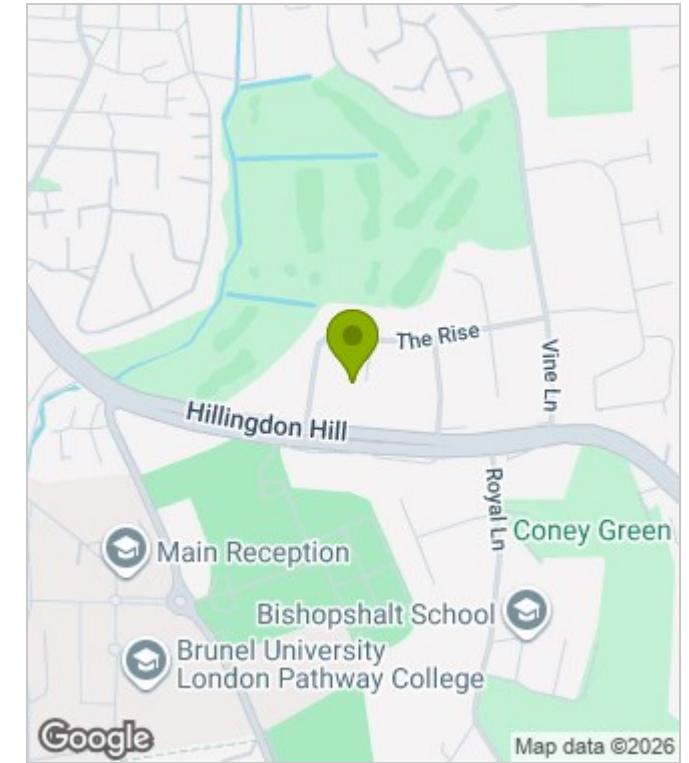 The Rise
Vine Ln
Hillingdon Hill
Royal Ln
Coney Green
Main Reception
Bishopshalt School
Brunel University
London Pathway College
Google
Map data ©2026